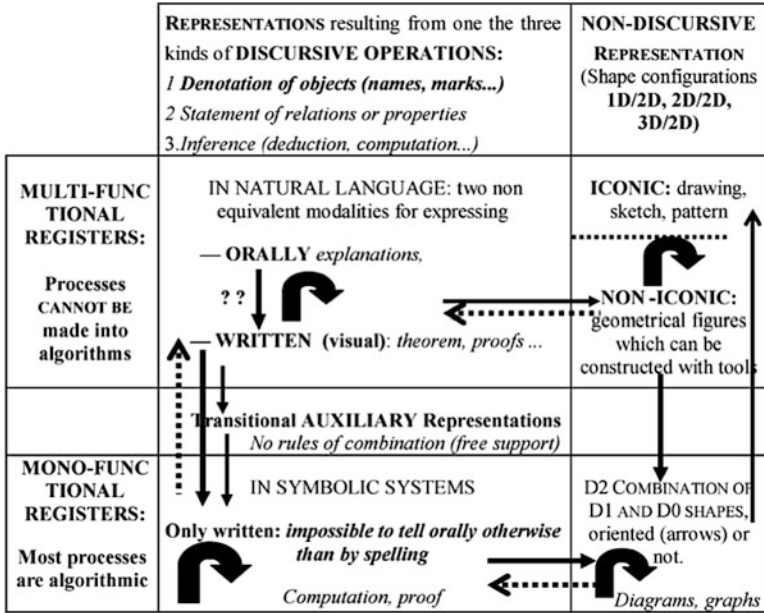 REPRESENTATIONS resulting from one the three
kinds of DISCURSIVE OPERATIONS:
1 Denotation of objects (names, marks...)
2 Statement of relations or properties
3.Inference (deduction, computation...)
NON-DISCURSIVE
REPRESENTATION
(Shape configurations
1D/2D, 2D/2D,
3D/2D)
MULTI-FUNC
TIONAL
REGISTERS:
Processes
CANNOT BE
made into
algorithms
IN NATURAL LANGUAGE: two non
equivalent modalities for expressing
— ORALLY explanations,
? ?
— WRITTEN (visual): theorem, proofs ...
ICONIC: drawing,
sketch, pattern
NON -ICONIC:
geometrical figures
which can be
constructed with tools
Transitional AUXILIARY Representations
No rules of combination (free support)
MONO-FUNC
TIONAL
REGISTERS:
Most processes
are algorithmic
IN SYMBOLIC SYSTEMS
Only written: impossible to tell orally otherwise
than by spelling
Computation, proof
D2 COMBINATION OF
D1 AND D0 SHAPES,
oriented (arrows) or
not.
Diagrams, graphs